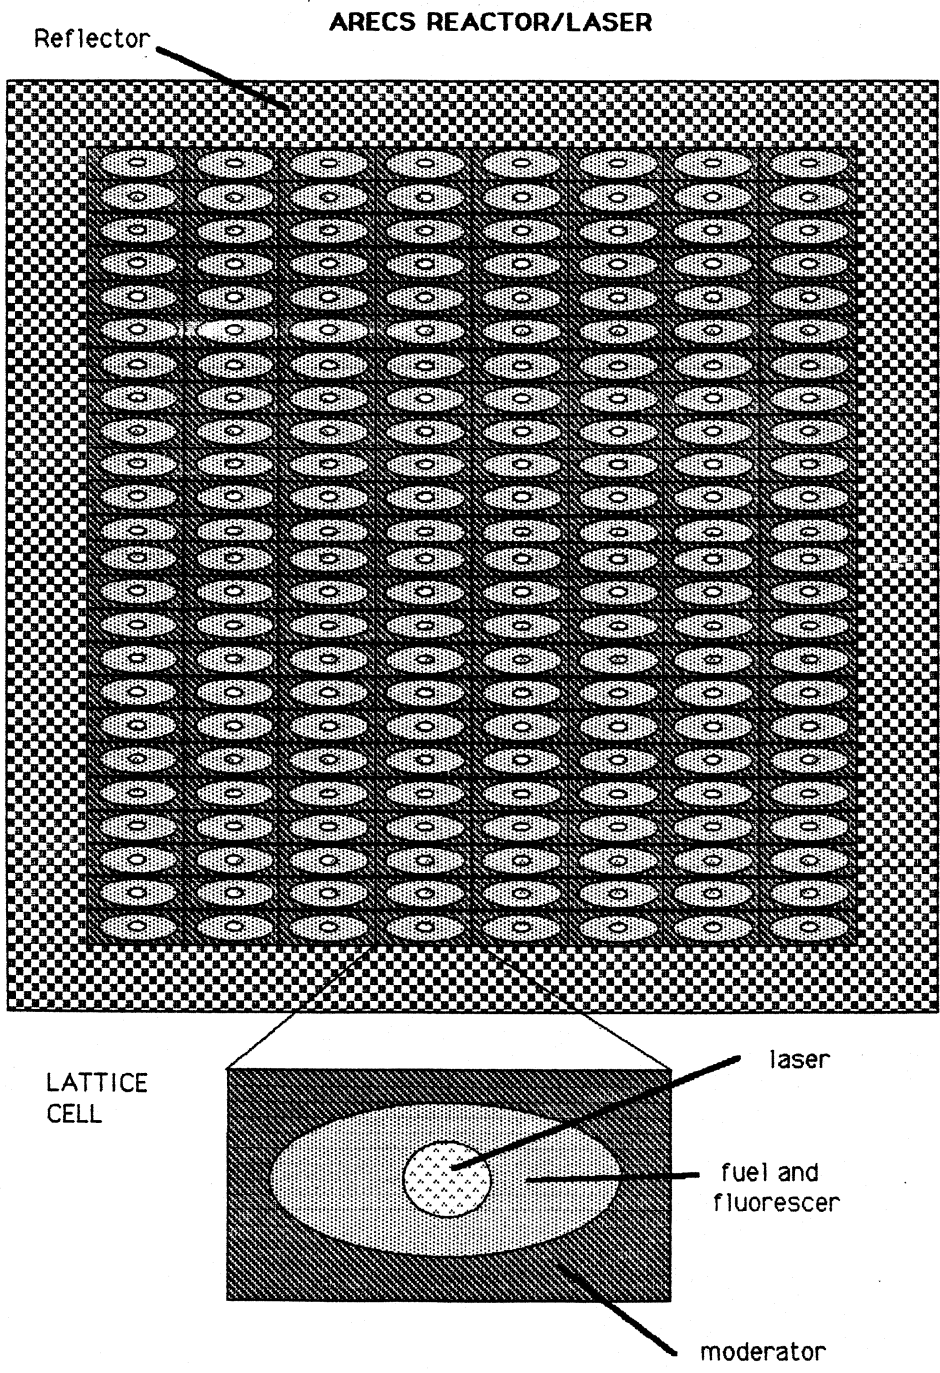 ARECS REACTOR/LASER
Reflector
LATTICE
CELL
laser
fuel and
fluorescer
moderator